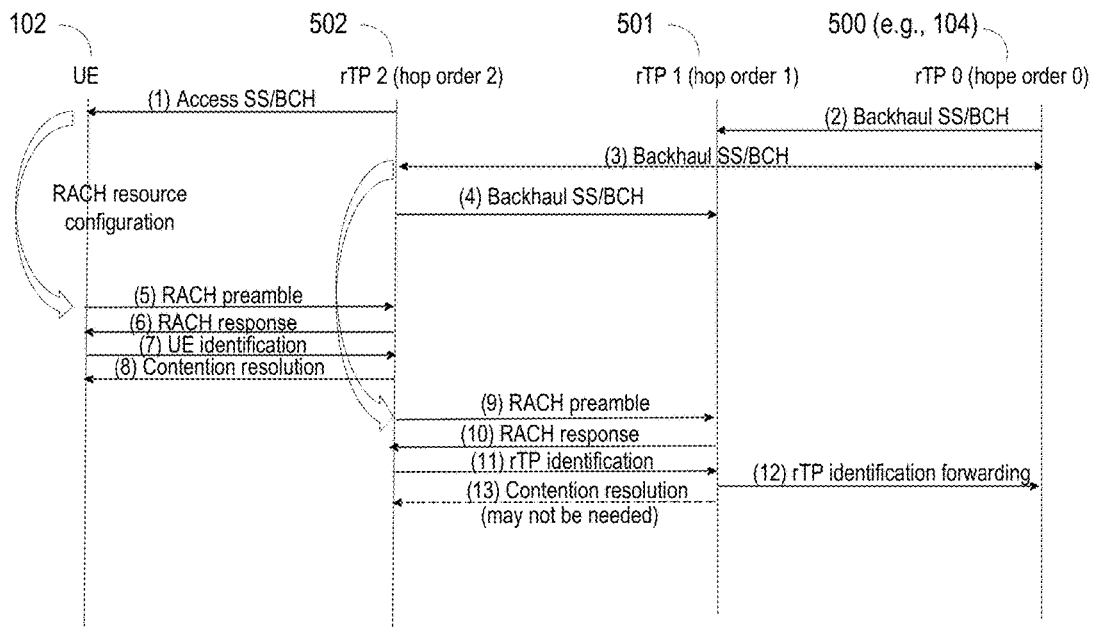 102
502
501
500 (e.g., 104)
UE
rTP 2 (hop order 2)
rTP 1 (hop order 1)
rTP 0 (hope order 0)
(1) Access SS/BCH
(2) Backhaul SS/BCH
(3) Backhaul SS/BCH
RACH resource
configuration
(4) Backhaul SS/BCH
(5) RACH preamble
(6) RACH response
(7) UE identification
(8) Contention resolution
(9) RACH preamble
(10) RACH response
(11) rTP identification
(12) rTP identification forwarding
(13) Contention resolution
(may not be needed)